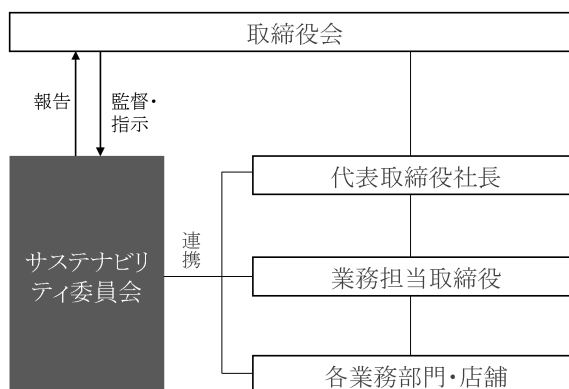 取締役会
報告
監督・
指示
代表取締役社長
連携
サステナビリ
ティ委員会
業務担当取締役
各業務部門・店舗